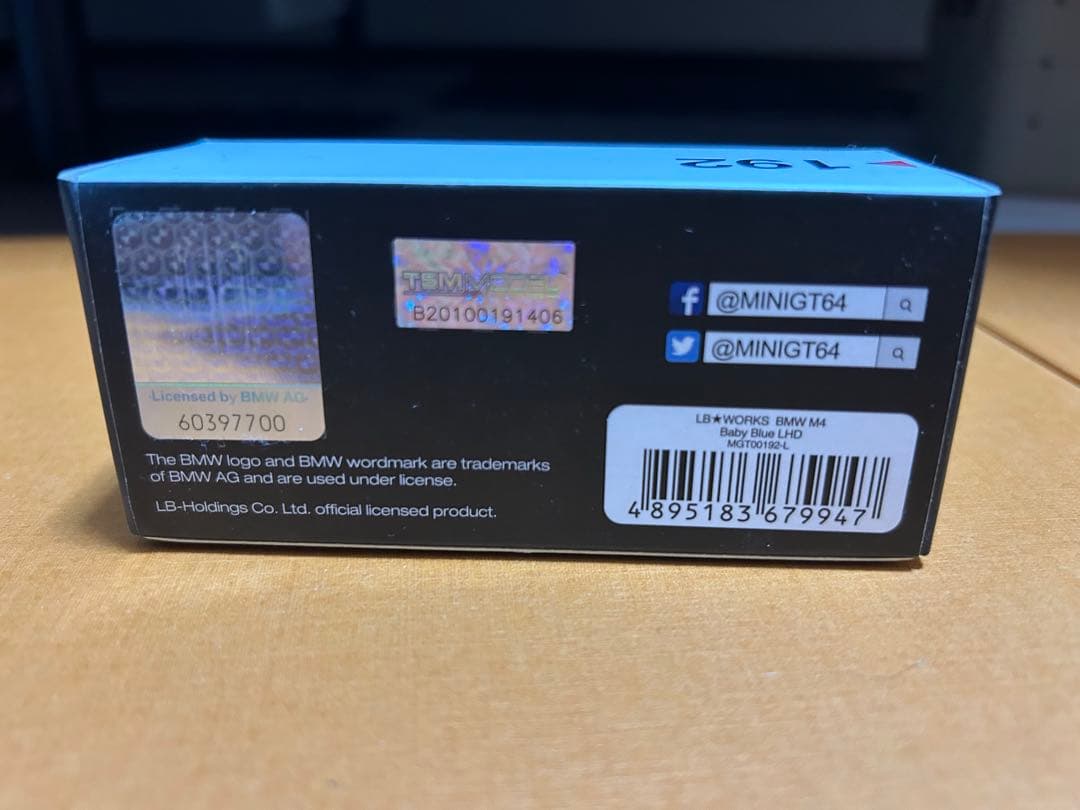 192
TSM MODEL
B20100191406
@MINIGT64
@MINIGT64
Licensed by BMW AG
60397700
The BMW logo and BMW wordmark are trademarks
of BMW AG and are used under license.
LB-Holdings Co. Ltd. official licensed product.
LB★WORKS BMW M4
Baby Blue LHD
MGT00192-L
4 895183 679947